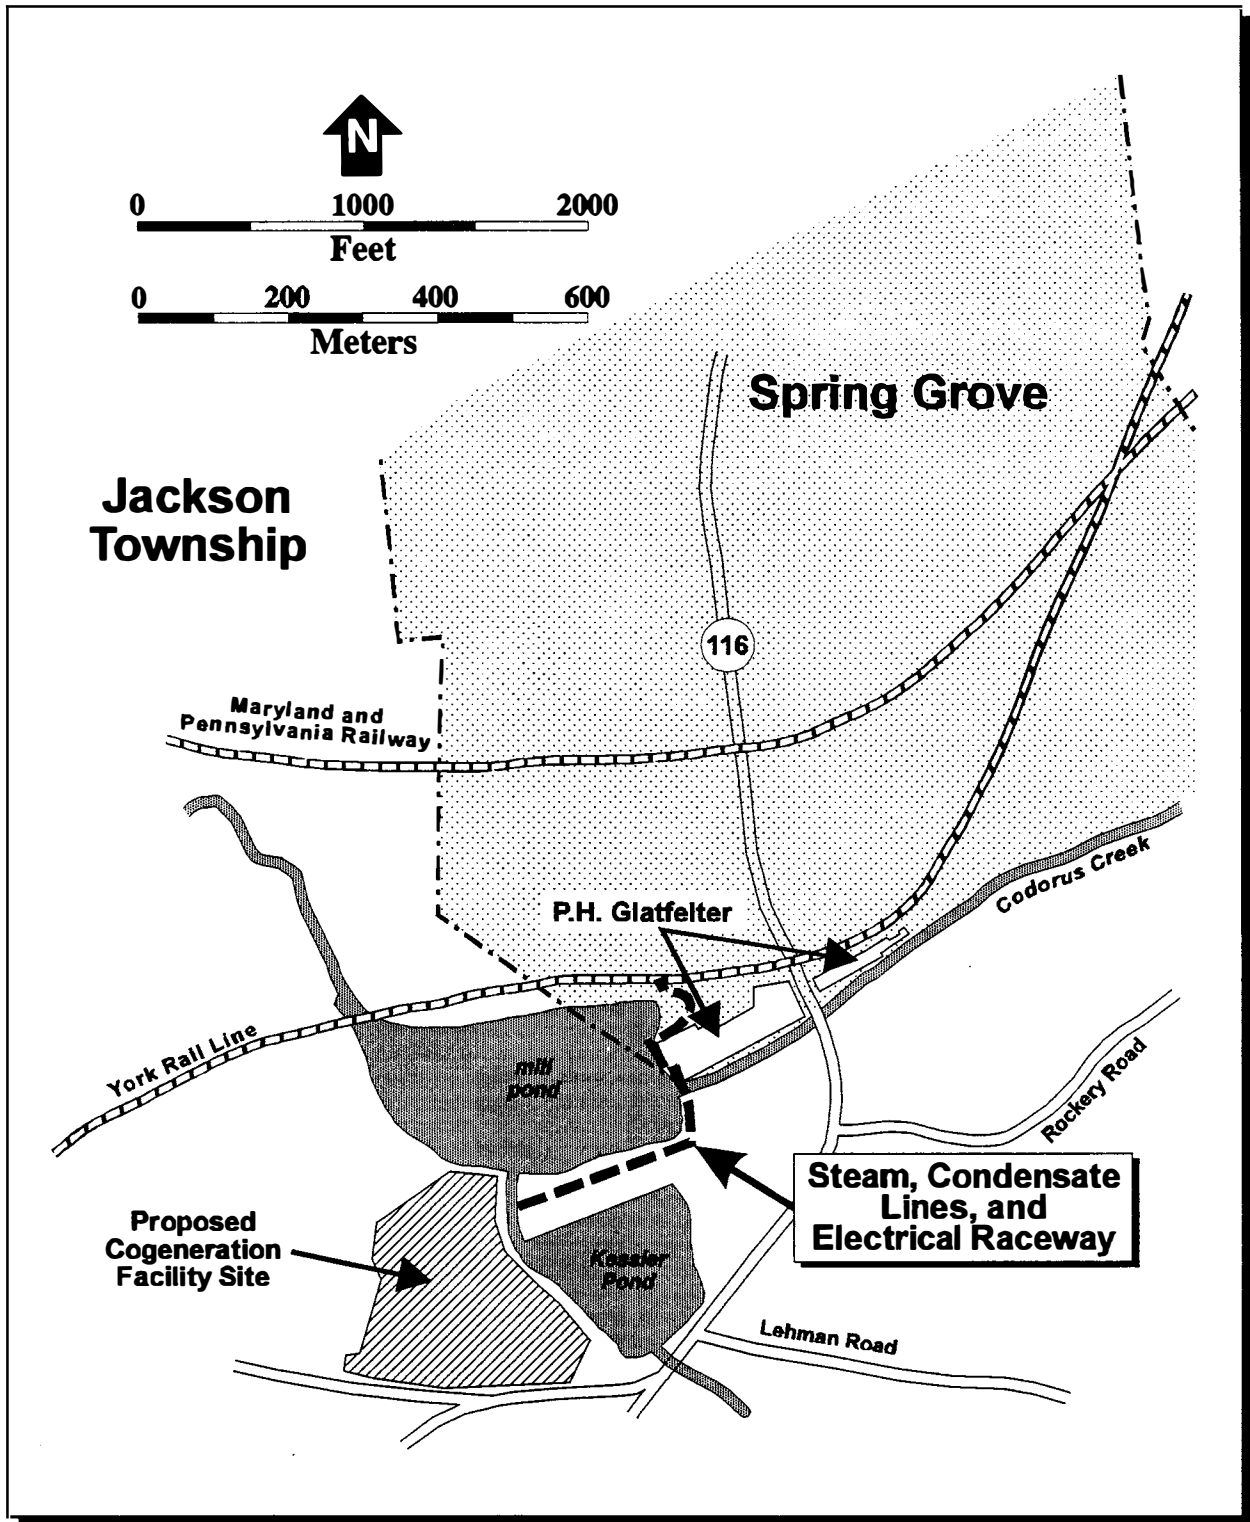 N
0 1000 2000
Feet
0 200 400 600
Meters
Spring Grove
Jackson
Township
116
Maryland and
Pennsylvania Railway
Codorus Creek
P.H. Glatfelter
York Rail Line
mill
pond
Rockery Road
Steam, Condensate
Lines, and
Electrical Raceway
Proposed
Cogeneration
Facility Site
Kessler
Pond
Lehman Road